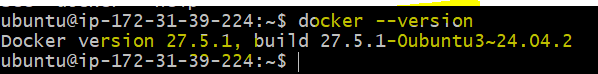 ubuntu@ip-172-31-39-224:~$ docker --version
Docker version 27.5.1, build 27.5.1-0ubuntu3~24.04.2
ubuntu@ip-172-31-39-224:~$